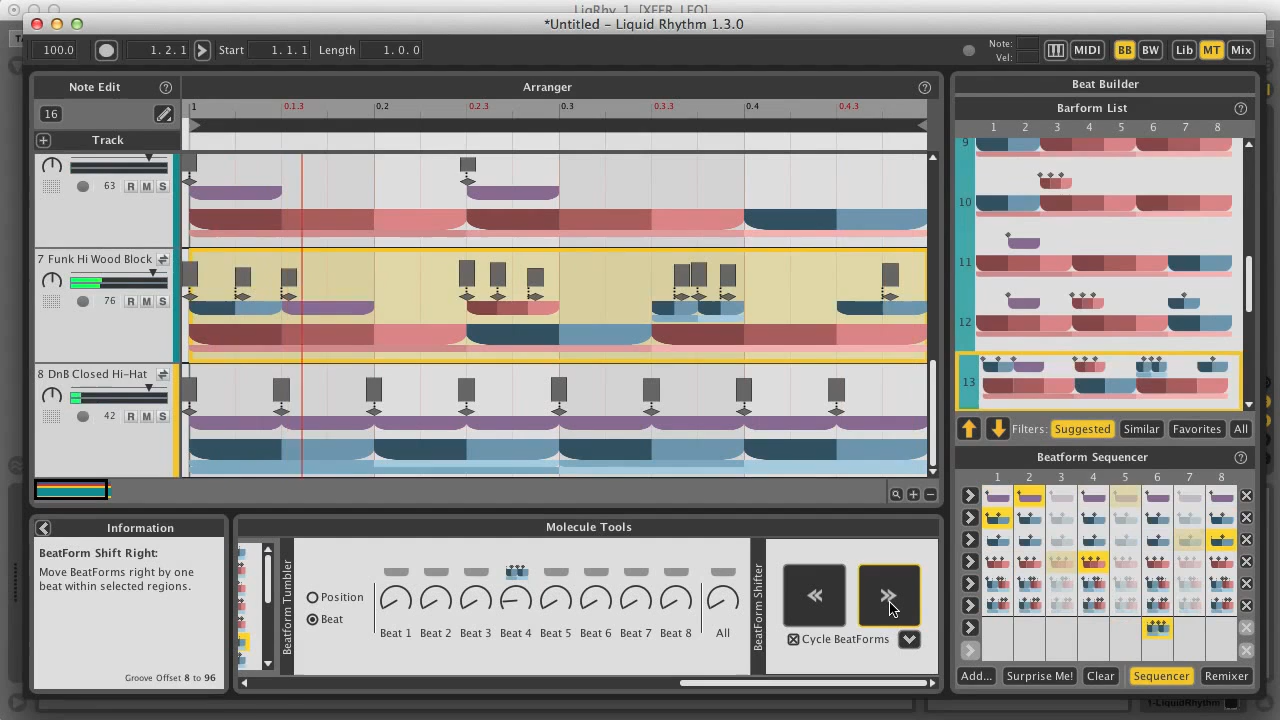 LiqRhy_1_[XFER_LFO]
*Untitled - Liquid Rhythm 1.3.0
100.0 1. 2. 1 Start 1. 1. 1 Length 1. 0. 0
Note:
Vel:
MIDI BB BW Lib MT Mix
Note Edit
16
Track
63 R M S
7 Funk Hi Wood Block
76 R M S
8 DnB Closed Hi-Hat
42 R M S
Arranger
1 0.1.3 0.2 0.2.3 0.3 0.3.3 0.4 0.4.3
Beat Builder
Barform List
1 2 3 4 5 6 7 8
9
10
11
12
13
Filters: Suggested Similar Favorites All
Beatform Sequencer
1 2 3 4 5 6 7 8
Add... Surprise Me! Clear Sequencer Remixer
Information
BeatForm Shift Right:
Move BeatForms right by one
beat within selected regions.
Groove Offset 8 to 96
Molecule Tools
Beatform Tumbler
Position
Beat
Beat 1 Beat 2 Beat 3 Beat 4 Beat 5 Beat 6 Beat 7 Beat 8 All
BeatForm Shifter
« »
Cycle BeatForms
1-LiquidRhythm